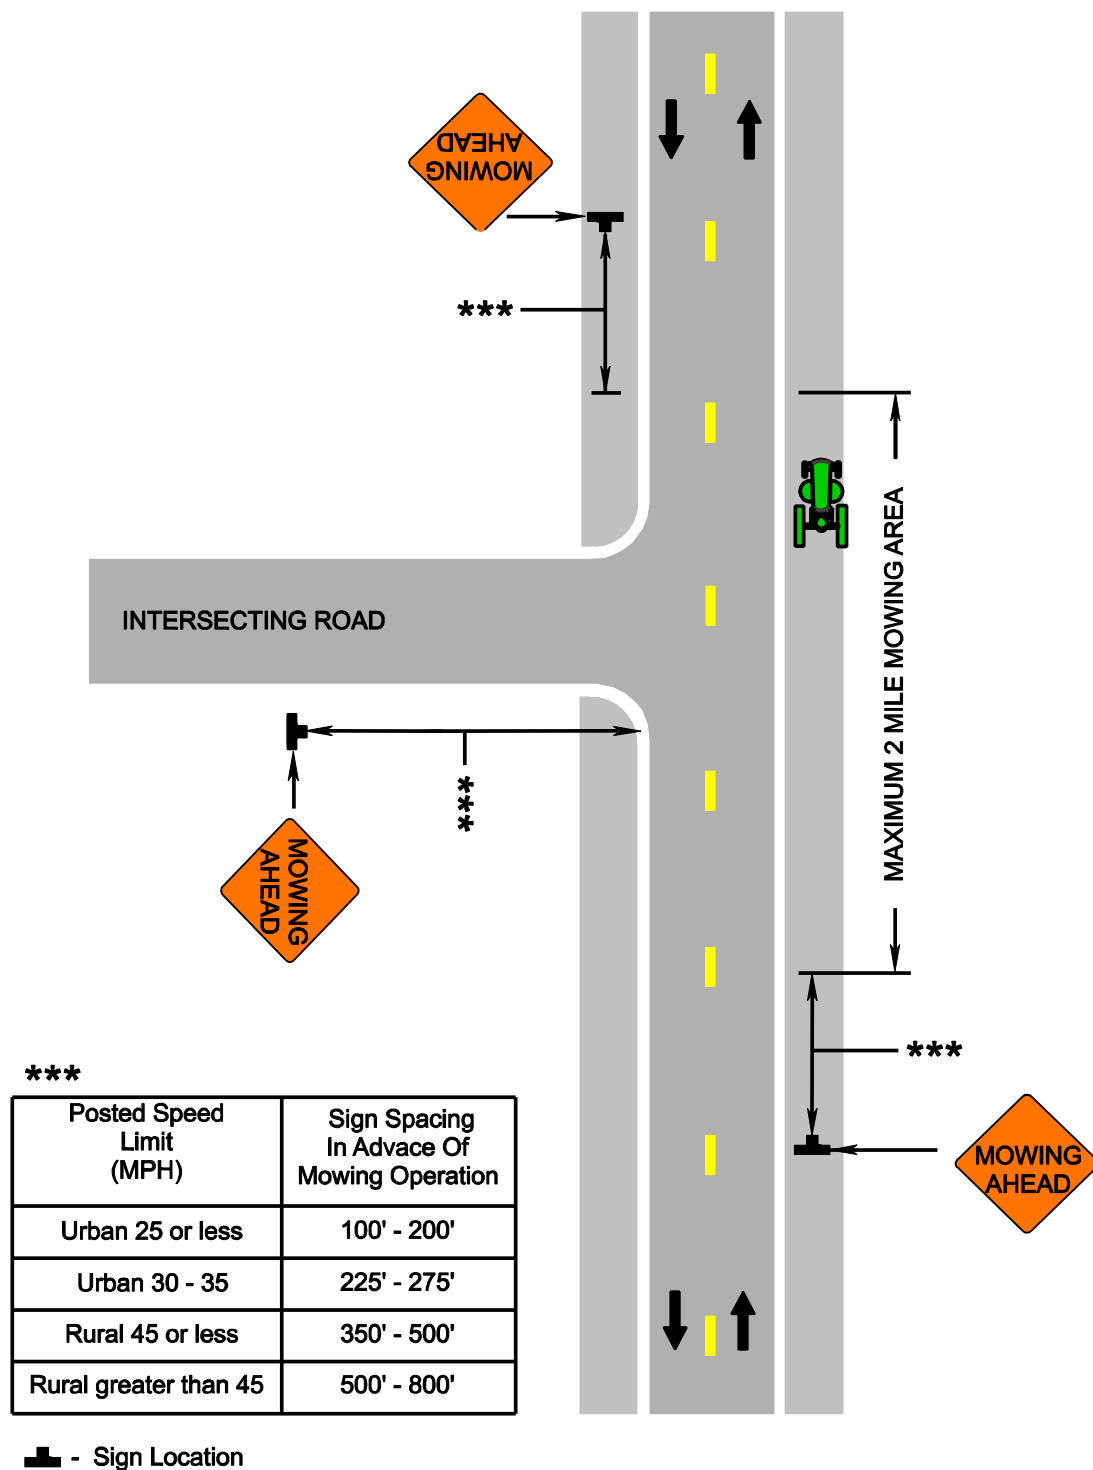 MOWING
AHEAD
***
INTERSECTING ROAD
MAXIMUM 2 MILE MOWING AREA
***
MOWING
AHEAD
***
MOWING
AHEAD
***
Posted Speed
Limit
(MPH)
Sign Spacing
In Advace Of
Mowing Operation
Urban 25 or less
100' - 200'
Urban 30 - 35
225' - 275'
Rural 45 or less
350' - 500'
Rural greater than 45
500' - 800'
- Sign Location